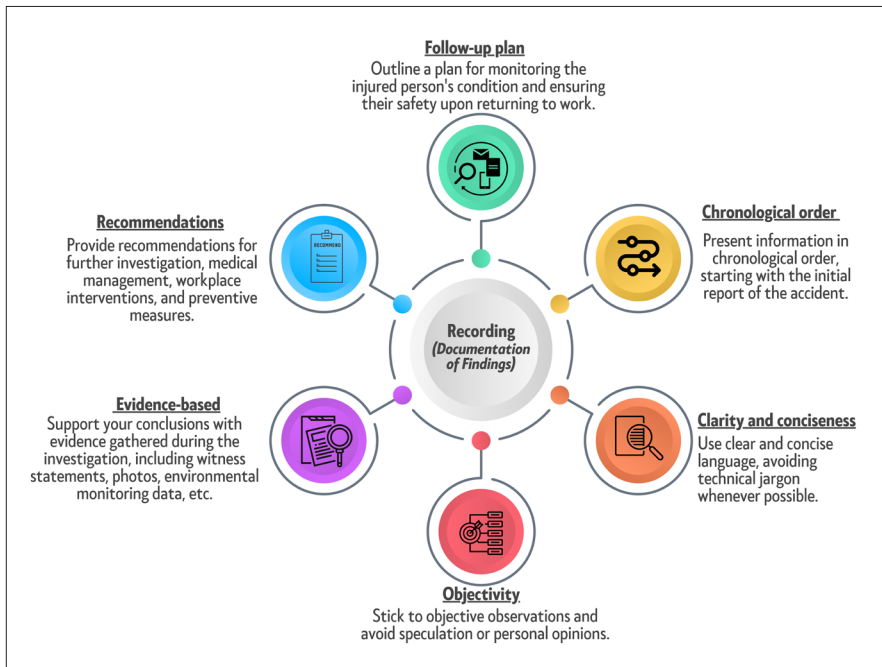 Follow-up plan
Outline a plan for monitoring the
injured person's condition and ensuring
their safety upon returning to work.
Recommendations
Provide recommendations for
further investigation, medical
management, workplace
interventions, and preventive
measures.
RECOMMEND
Chronological order
Present information in
chronological order,
starting with the initial
report of the accident.
Recording
(Documentation
of Findings)
Evidence-based
Support your conclusions with
evidence gathered during the
investigation, including witness
statements, photos, environmental
monitoring data, etc.
Clarity and conciseness
Use clear and concise
language, avoiding
technical jargon
whenever possible.
Objectivity
Stick to objective observations and
avoid speculation or personal opinions.